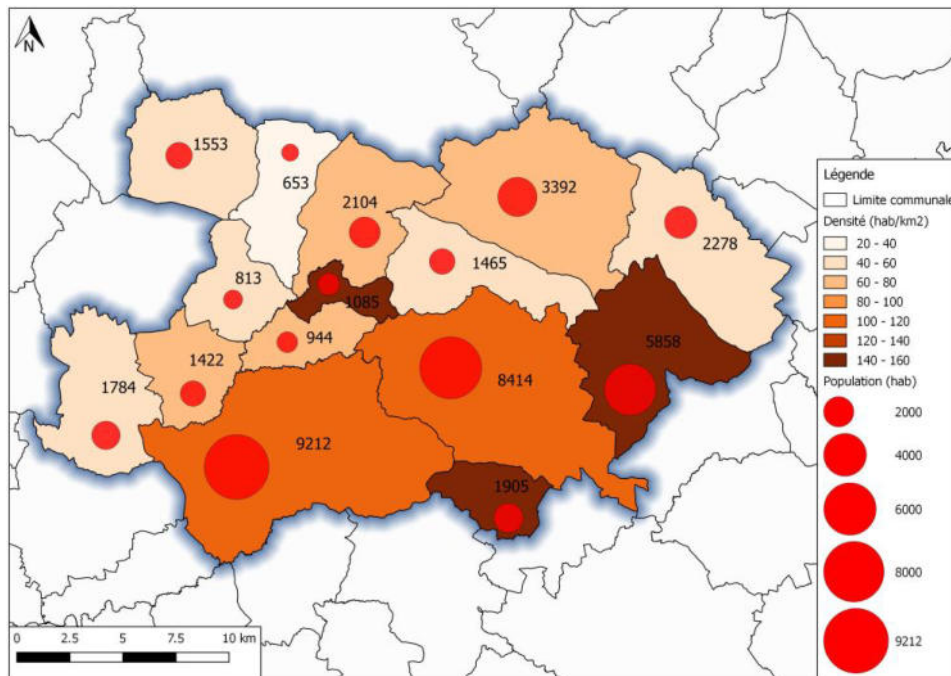 N
1553
653
2104
3392
2278
813
1465
1085
944
1422
5858
1784
8414
9212
1905
0 2.5 5 7.5 10 km
Légende
Limite communale
Densité (hab/km2)
20 - 40
40 - 60
60 - 80
80 - 100
100 - 120
120 - 140
140 - 160
Population (hab)
2000
4000
6000
8000
9212